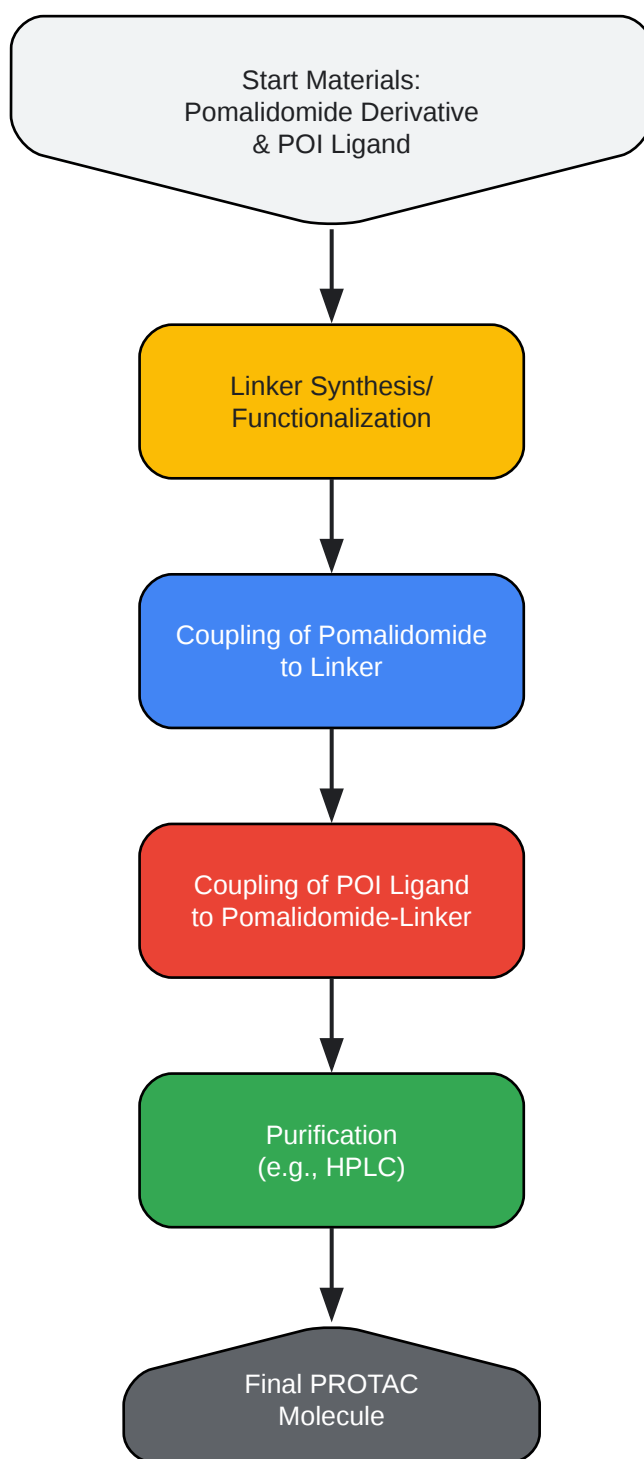 Start Materials:
Pomalidomide Derivative
& POI Ligand
Linker Synthesis/
Functionalization
Coupling of Pomalidomide
to Linker
Coupling of POI Ligand
to Pomalidomide-Linker
Purification
(e.g., HPLC)
Final PROTAC
Molecule